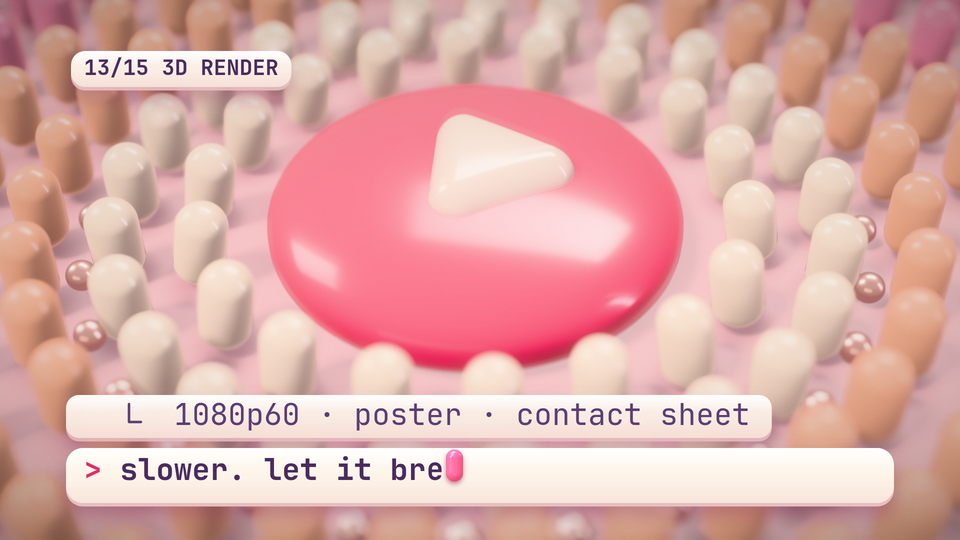 13/15 3D RENDER
└ 1080p60 · poster · contact sheet
> slower. let it bre